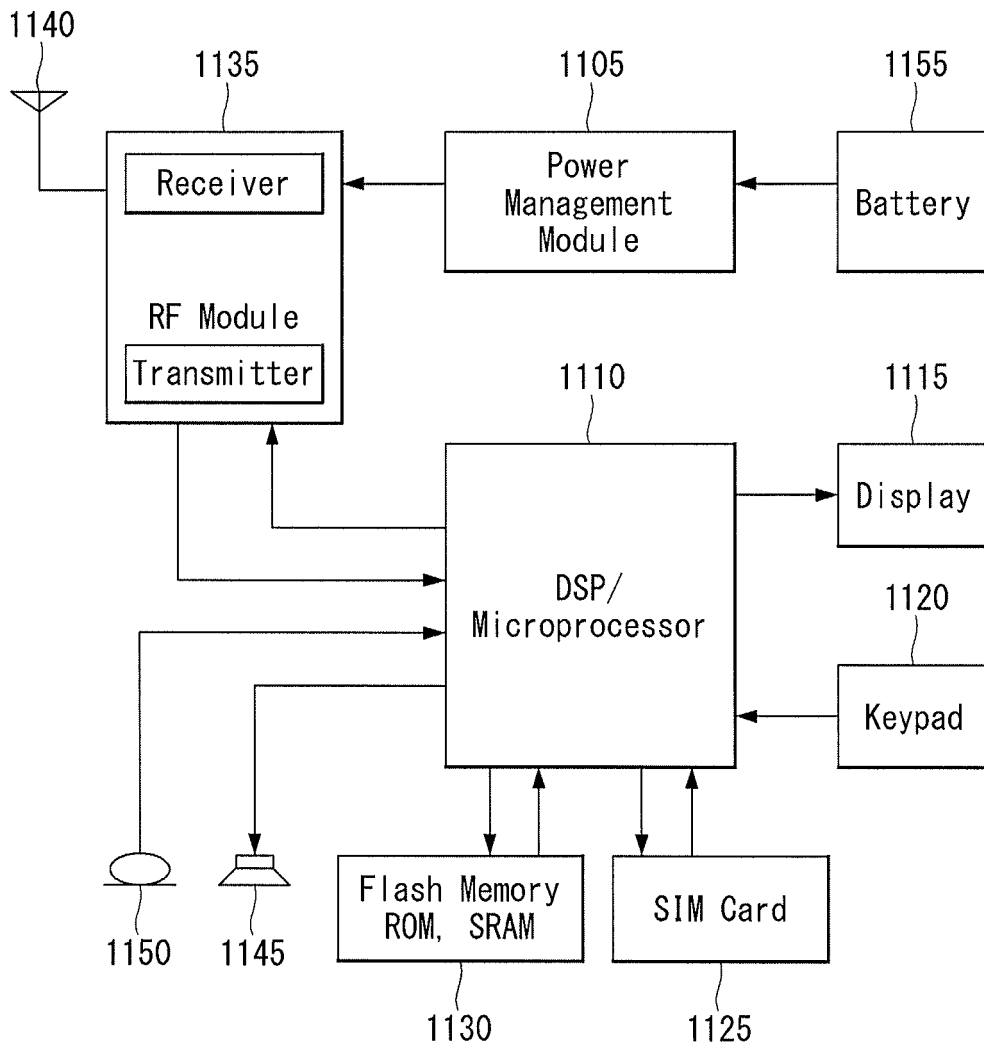 1140
1135
1105
1155
Receiver
RF Module
Transmitter
Power
Management
Module
Battery
1110
1115
DSP/
Microprocessor
Display
1120
Keypad
1150
1145
Flash Memory
ROM, SRAM
SIM Card
1130
1125